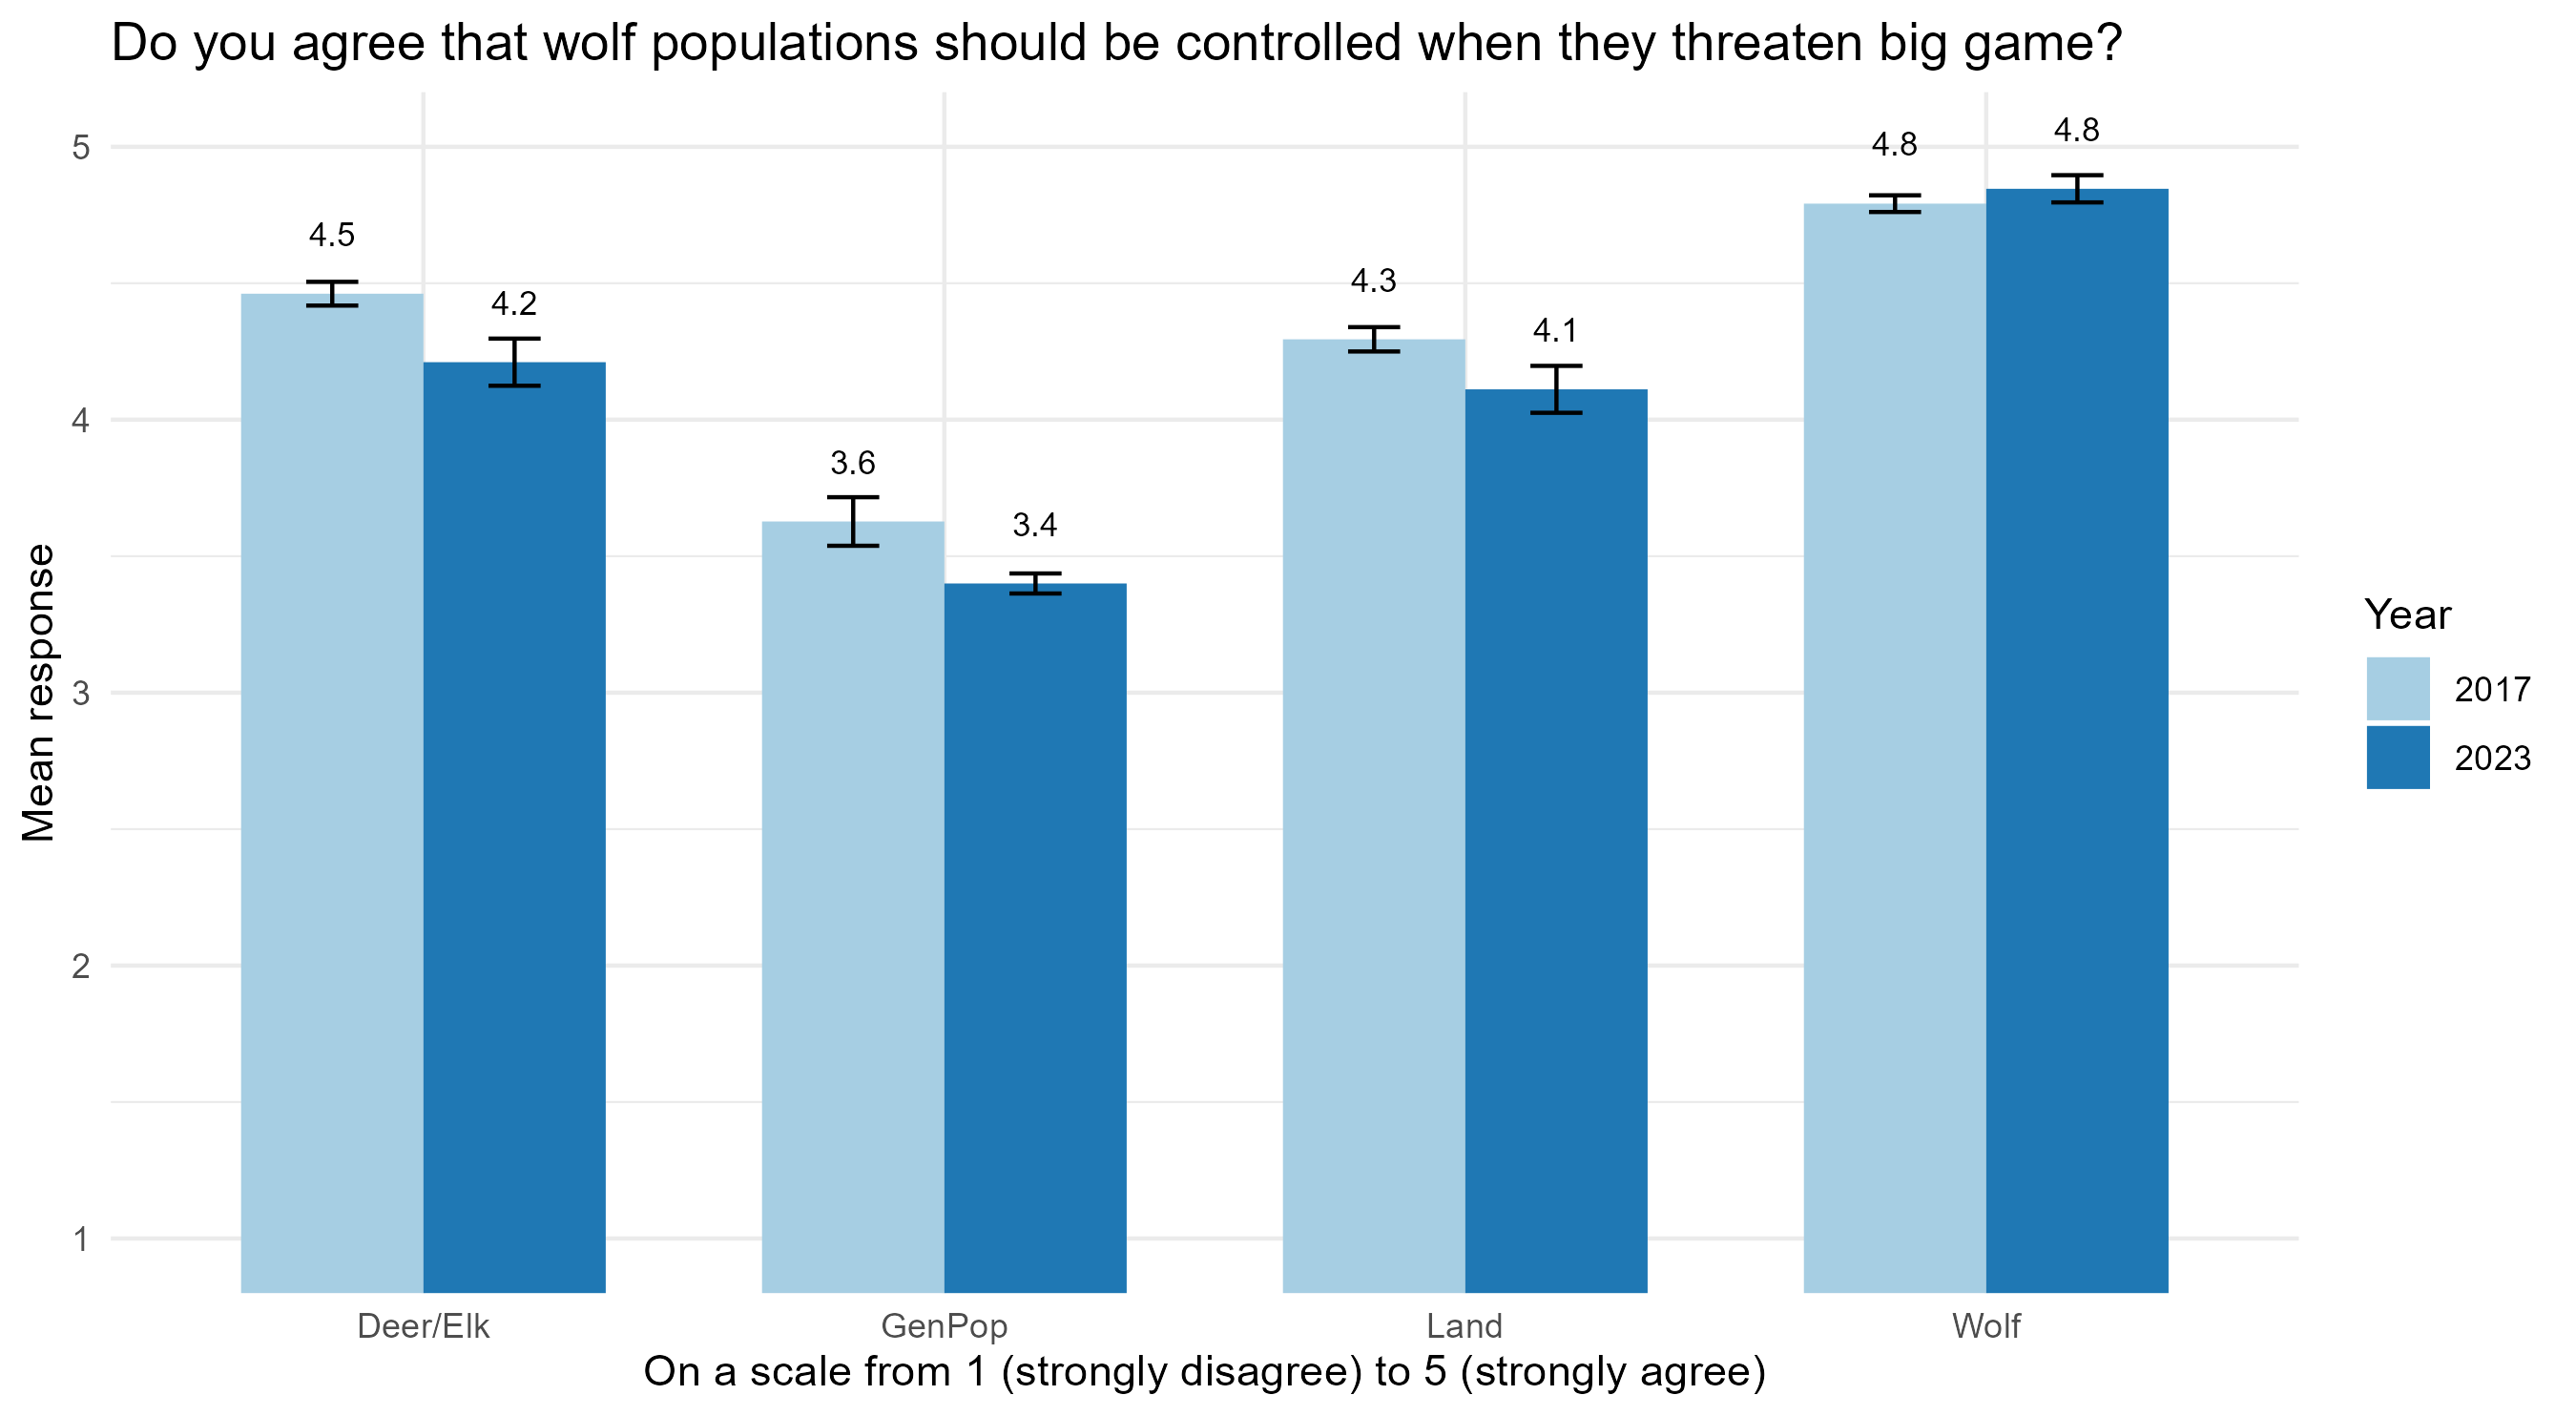 Do you agree that wolf populations should be controlled when they threaten big game?
5
4
3
2
1
Mean response
4.5
4.2
3.6
3.4
4.3
4.1
4.8
4.8
Deer/Elk
GenPop
Land
Wolf
On a scale from 1 (strongly disagree) to 5 (strongly agree)
Year
2017
2023